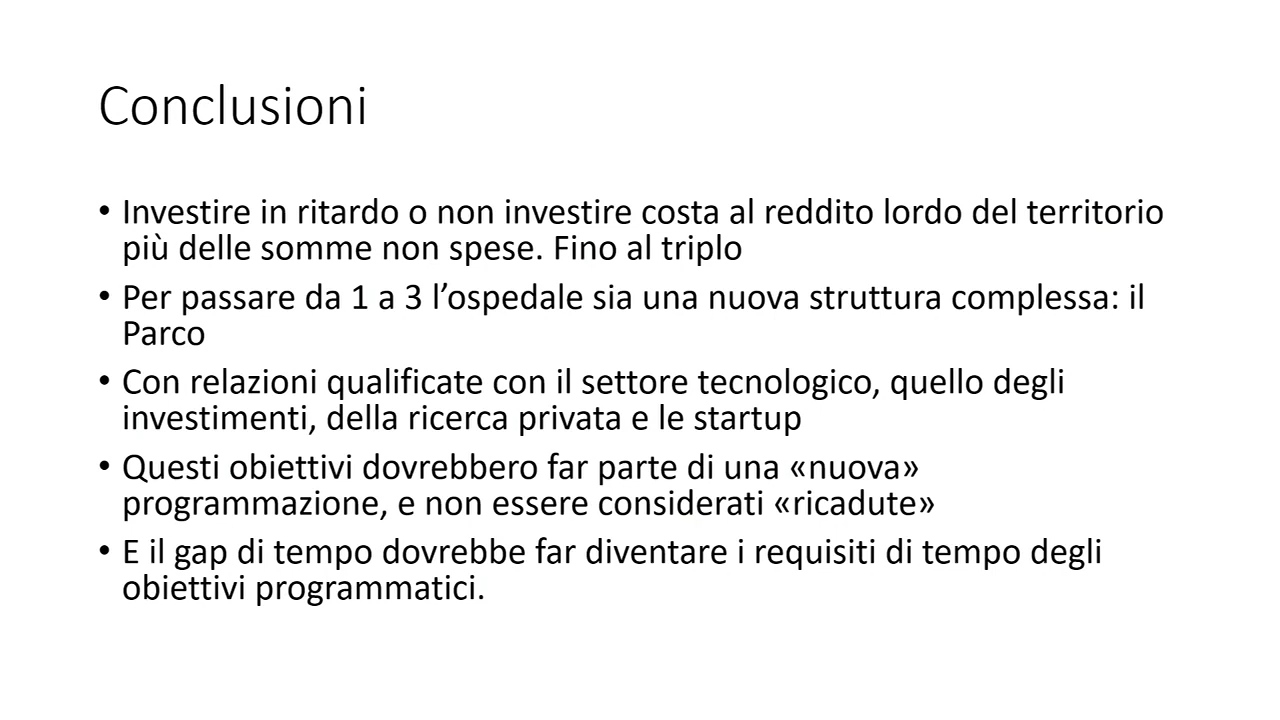 Conclusioni
• Investire in ritardo o non investire costa al reddito lordo del territorio
più delle somme non spese. Fino al triplo
• Per passare da 1 a 3 l’ospedale sia una nuova struttura complessa: il
Parco
• Con relazioni qualificate con il settore tecnologico, quello degli
investimenti, della ricerca privata e le startup
• Questi obiettivi dovrebbero far parte di una «nuova»
programmazione, e non essere considerati «ricadute»
• E il gap di tempo dovrebbe far diventare i requisiti di tempo degli
obiettivi programmatici.